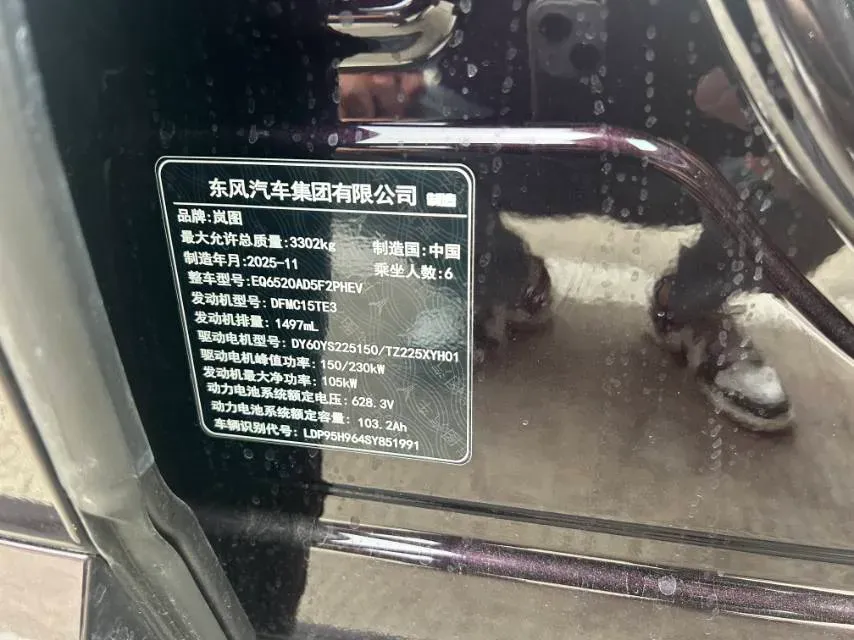 东风汽车集团有限公司 制造
品牌:岚图
最大允许总质量:3302kg 制造国:中国
制造年月:2025-11 乘坐人数:6
整车型号:EQ6520AD5F2PHEV
发动机型号:DFMC15TE3
发动机排量: 1497mL
驱动电机型号: DY60YS225150/TZ225XYH01
驱动电机峰值功率: 150/230kW
发动机最大净功率: 105kW
动力电池系统额定电压: 628.3V
动力电池系统额定容量: 103.2Ah
车辆识别代号: LDP95H964SY851991